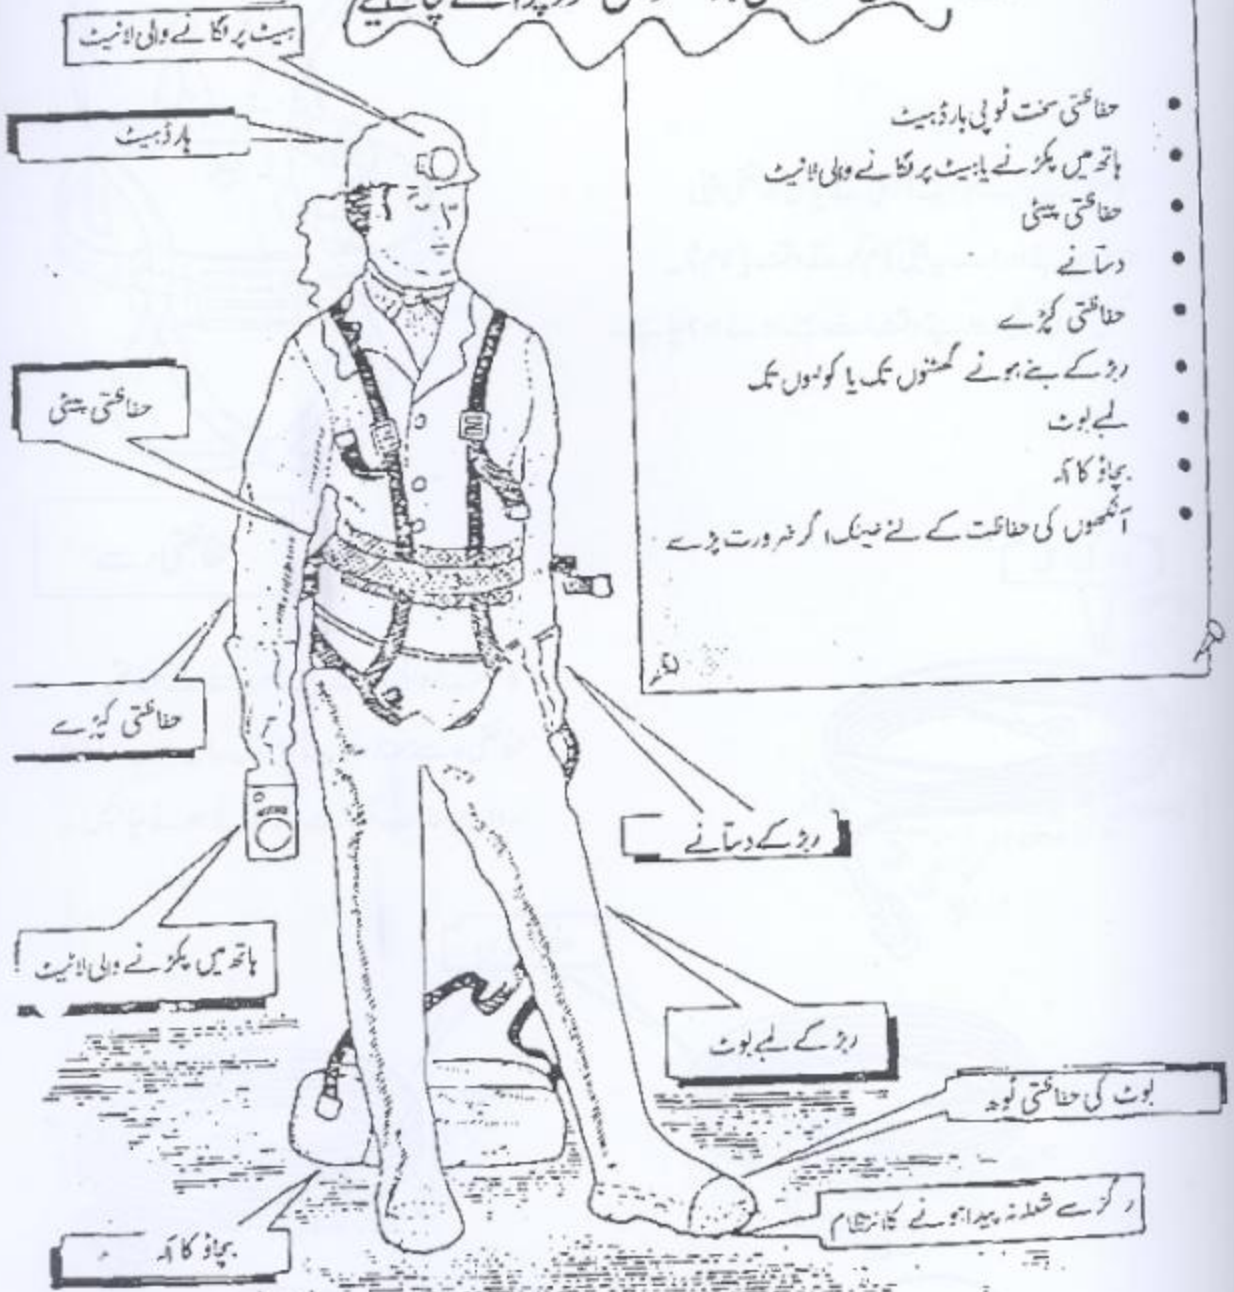 پر
چاہیے
ہیٹ پر لگانے والی لائیٹ
ہارڈ ہیٹ
حفاظتی سخت ٹوپی ہارڈ ہیٹ
ہاتھ میں پکڑنے یا ہیٹ پر لگانے والی لائیٹ
حفاظتی پیٹی
دستانے
حفاظتی کپڑے
ربڑ کے بنے ہوئے گھٹنوں تک یا کولہوں تک
لمبے بوٹ
بچاؤ کا آلہ
آنکھوں کی حفاظت کے لئے عینک اگر ضرورت پڑے
حفاظتی پیٹی
حفاظتی کپڑے
ربڑ کے دستانے
ہاتھ میں پکڑنے والی لائیٹ
ربڑ کے لمبے بوٹ
بوٹ کی حفاظتی ٹوہ
رگڑ سے شعلہ نہ پیدا ہونے کا انتظام
بچاؤ کا آلہ